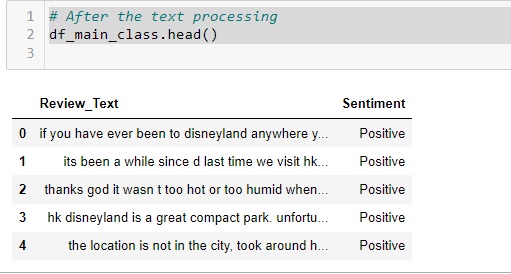 1 # After the text processing
2 df_main_class.head()
3
Review_Text Sentiment
0 if you have ever been to disneyland anywhere y... Positive
1 its been a while since d last time we visit hk... Positive
2 thanks god it wasn t too hot or too humid when... Positive
3 hk disneyland is a great compact park. unfortu... Positive
4 the location is not in the city, took around h... Positive